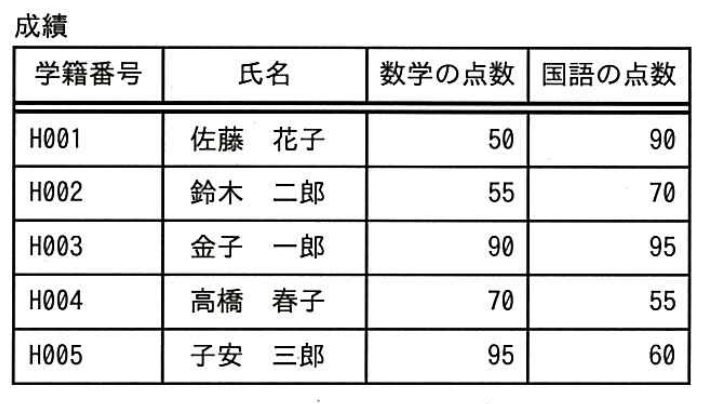 成績
学籍番号 氏名 数学の点数 国語の点数
H001 佐藤　花子 50 90
H002 鈴木　二郎 55 70
H003 金子　一郎 90 95
H004 高橋　春子 70 55
H005 子安　三郎 95 60